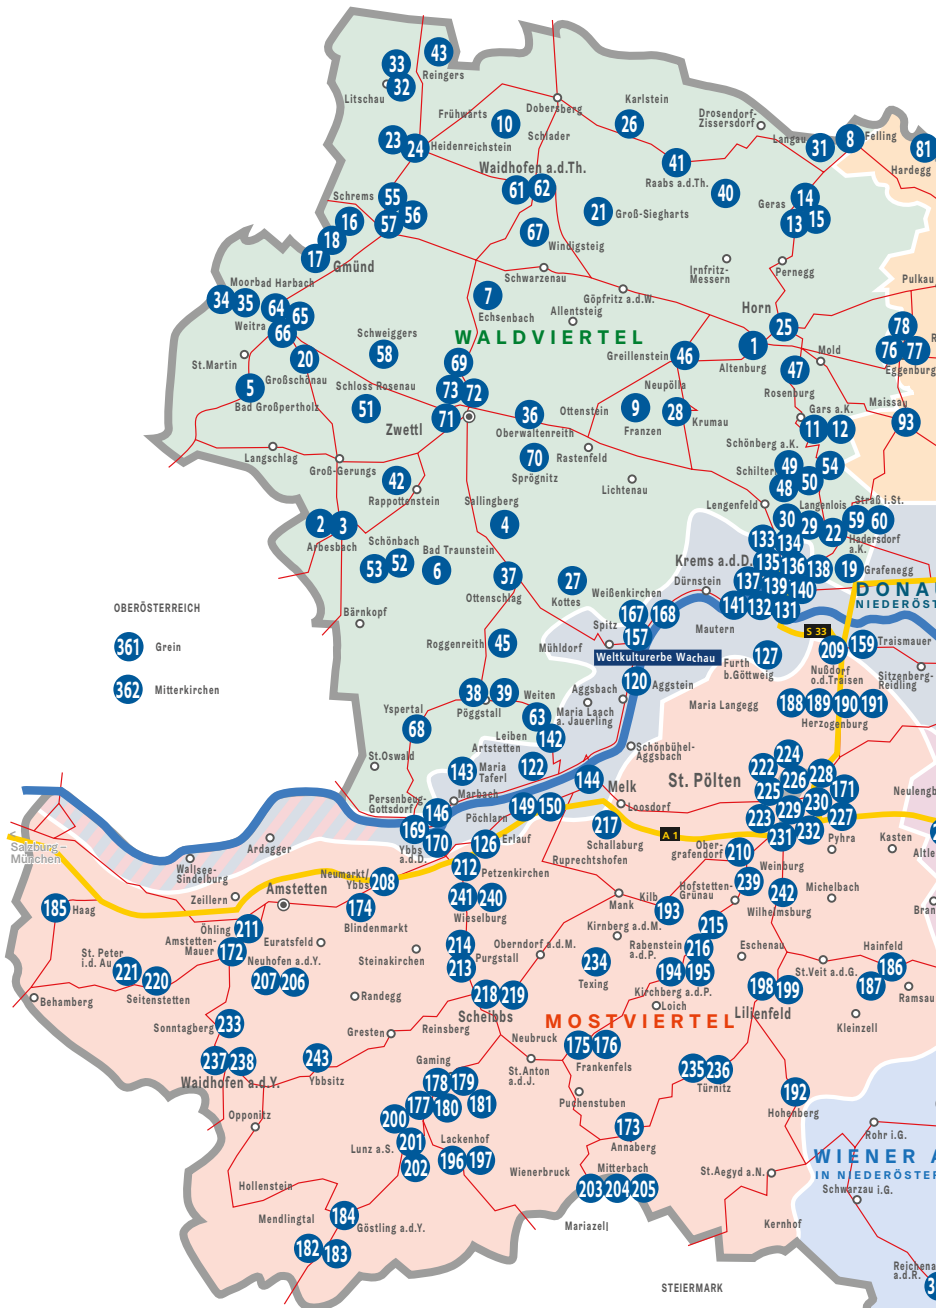 43
33
Reingers
32
Litschau
Karlstein
Frühwärts
Dobersberg
Drosendorf-
Zissersdorf
10
26
Schlader
23
24
Heidenreichstein
Langau
31
8
Felling
81
Hardegg
Waidhofen a.d.Th.
41
Raabs a.d.Th.
61
62
40
Schrems
55
56
57
21
Groß-Siegharts
Geras
14
13
15
16
18
17
Gmünd
67
Windigsteig
Irnfritz-
Messern
Pernegg
Schwarzenau
Pulkau
Moorbad Harbach
34
35
64
65
66
Weitra
7
Echsenbach
Göpfritz a.d.W.
Allentsteig
Horn
25
78
Schweiggers
58
WALDVIERTEL
Greillenstein
46
1
Altenburg
Mold
76
77
Eggenburg
St.Martin
20
Großschönau
5
Bad Großpertholz
Schloss Rosenau
51
69
73
72
71
Zwettl
36
Oberwaltenreith
Ottenstein
9
Franzen
Neupölla
28
Krumau
47
Rosenburg
Gars a.K.
11
12
Maissau
93
Schönberg a.K.
Langschlag
Groß-Gerungs
42
Rappottenstein
70
Sprögnitz
Rastenfeld
Lichtenau
Schiltern
49
54
48
50
Sallingberg
4
Lengenfeld
Langenlois
Straß i.St.
30
29
22
59
60
Hadersdorf
a.K.
2
3
Arbesbach
Schönbach
53
52
Bad Traunstein
6
133
134
Krems a.d.D.
135
136
138
19
Grafenegg
37
Ottenschlag
27
Kottes
Weißenkirchen
Dürnstein
137
139
140
DONAU
NIEDERÖST
141
132
131
OBERÖSTERREICH
361
Grein
362
Mitterkirchen
Bärnkopf
Roggenreith
45
167
168
Spitz
157
Mühldorf
Mautern
S 33
Weltkulturerbe Wachau
Furth
b.Göttweig
127
209
159
Traismauer
Nußdorf
o.d.Traisen
Sitzenberg-
Reidling
120
Aggstein
Aggsbach
Maria Laach
a. Jauerling
Maria Langegg
38
39
Pöggstall
Weiten
63
188
189
190
191
Herzogenburg
Yspertal
68
Leiben
142
Artstetten
St.Oswald
Schönbühel-
Aggsbach
143
Maria
Taferl
122
144
Melk
St. Pölten
224
222
226
228
225
171
Neulengb
Persenbeug-
Gottsdorf
Marbach
146
149
150
Loosdorf
230
229
223
227
Pöchlarn
169
170
Ybbs
a.d.D.
126
Erlauf
217
Schallaburg
A 1
232
231
Pyhra
Kasten
Altle
Salzburg –
München
Ardagger
Wallsee-
Sindelburg
212
Petzenkirchen
Ruprechtshofen
Ober-
grafendorf
210
Weinburg
Neumarkt/
Ybbs
208
Zeillern
Amstetten
174
Blindenmarkt
241
240
Wieselburg
Mank
Kilb
193
Hofstetten-
Grünau
239
242
Wilhelmsburg
Michelbach
Bran
185
Haag
Öhling
211
Amstetten-
Mauer
172
Euratsfeld
214
213
Purgstall
Steinakirchen
Oberndorf a.d.M.
Kirnberg a.d.M.
215
Rabenstein
a.d.P.
216
Eschenau
Hainfeld
St. Peter
i.d. Au
221
220
Seitenstetten
Neuhofen a.d.Y.
207
206
234
Texing
194
195
Kirchberg a.d.P.
St.Veit a.d.G.
186
187
Ramsau
Behamberg
Randegg
218
219
Scheibbs
Loich
198
199
Lilienfeld
Kleinzell
Sonntagberg
233
Gresten
Reinsberg
MOSTVIERTEL
Neubruck
175
176
Frankenfels
237
238
Waidhofen a.d.Y.
243
Ybbsitz
Gaming
St.Anton
a.d.J.
235
236
Türnitz
178
179
Puchenstuben
192
Hohenberg
177
180
181
Opponitz
200
201
202
Lunz a.S.
Lackenhof
196
197
173
Annaberg
Rohr i.G.
WIENER A
IN NIEDERÖSTER
Hollenstein
Wienerbruck
Mitterbach
203
204
205
St.Aegyd a.N.
Schwarzau i.G.
Mendlingtal
184
Göstling a.d.Y.
Mariazell
Kernhof
182
183
STEIERMARK
Reichena
a.d.R.